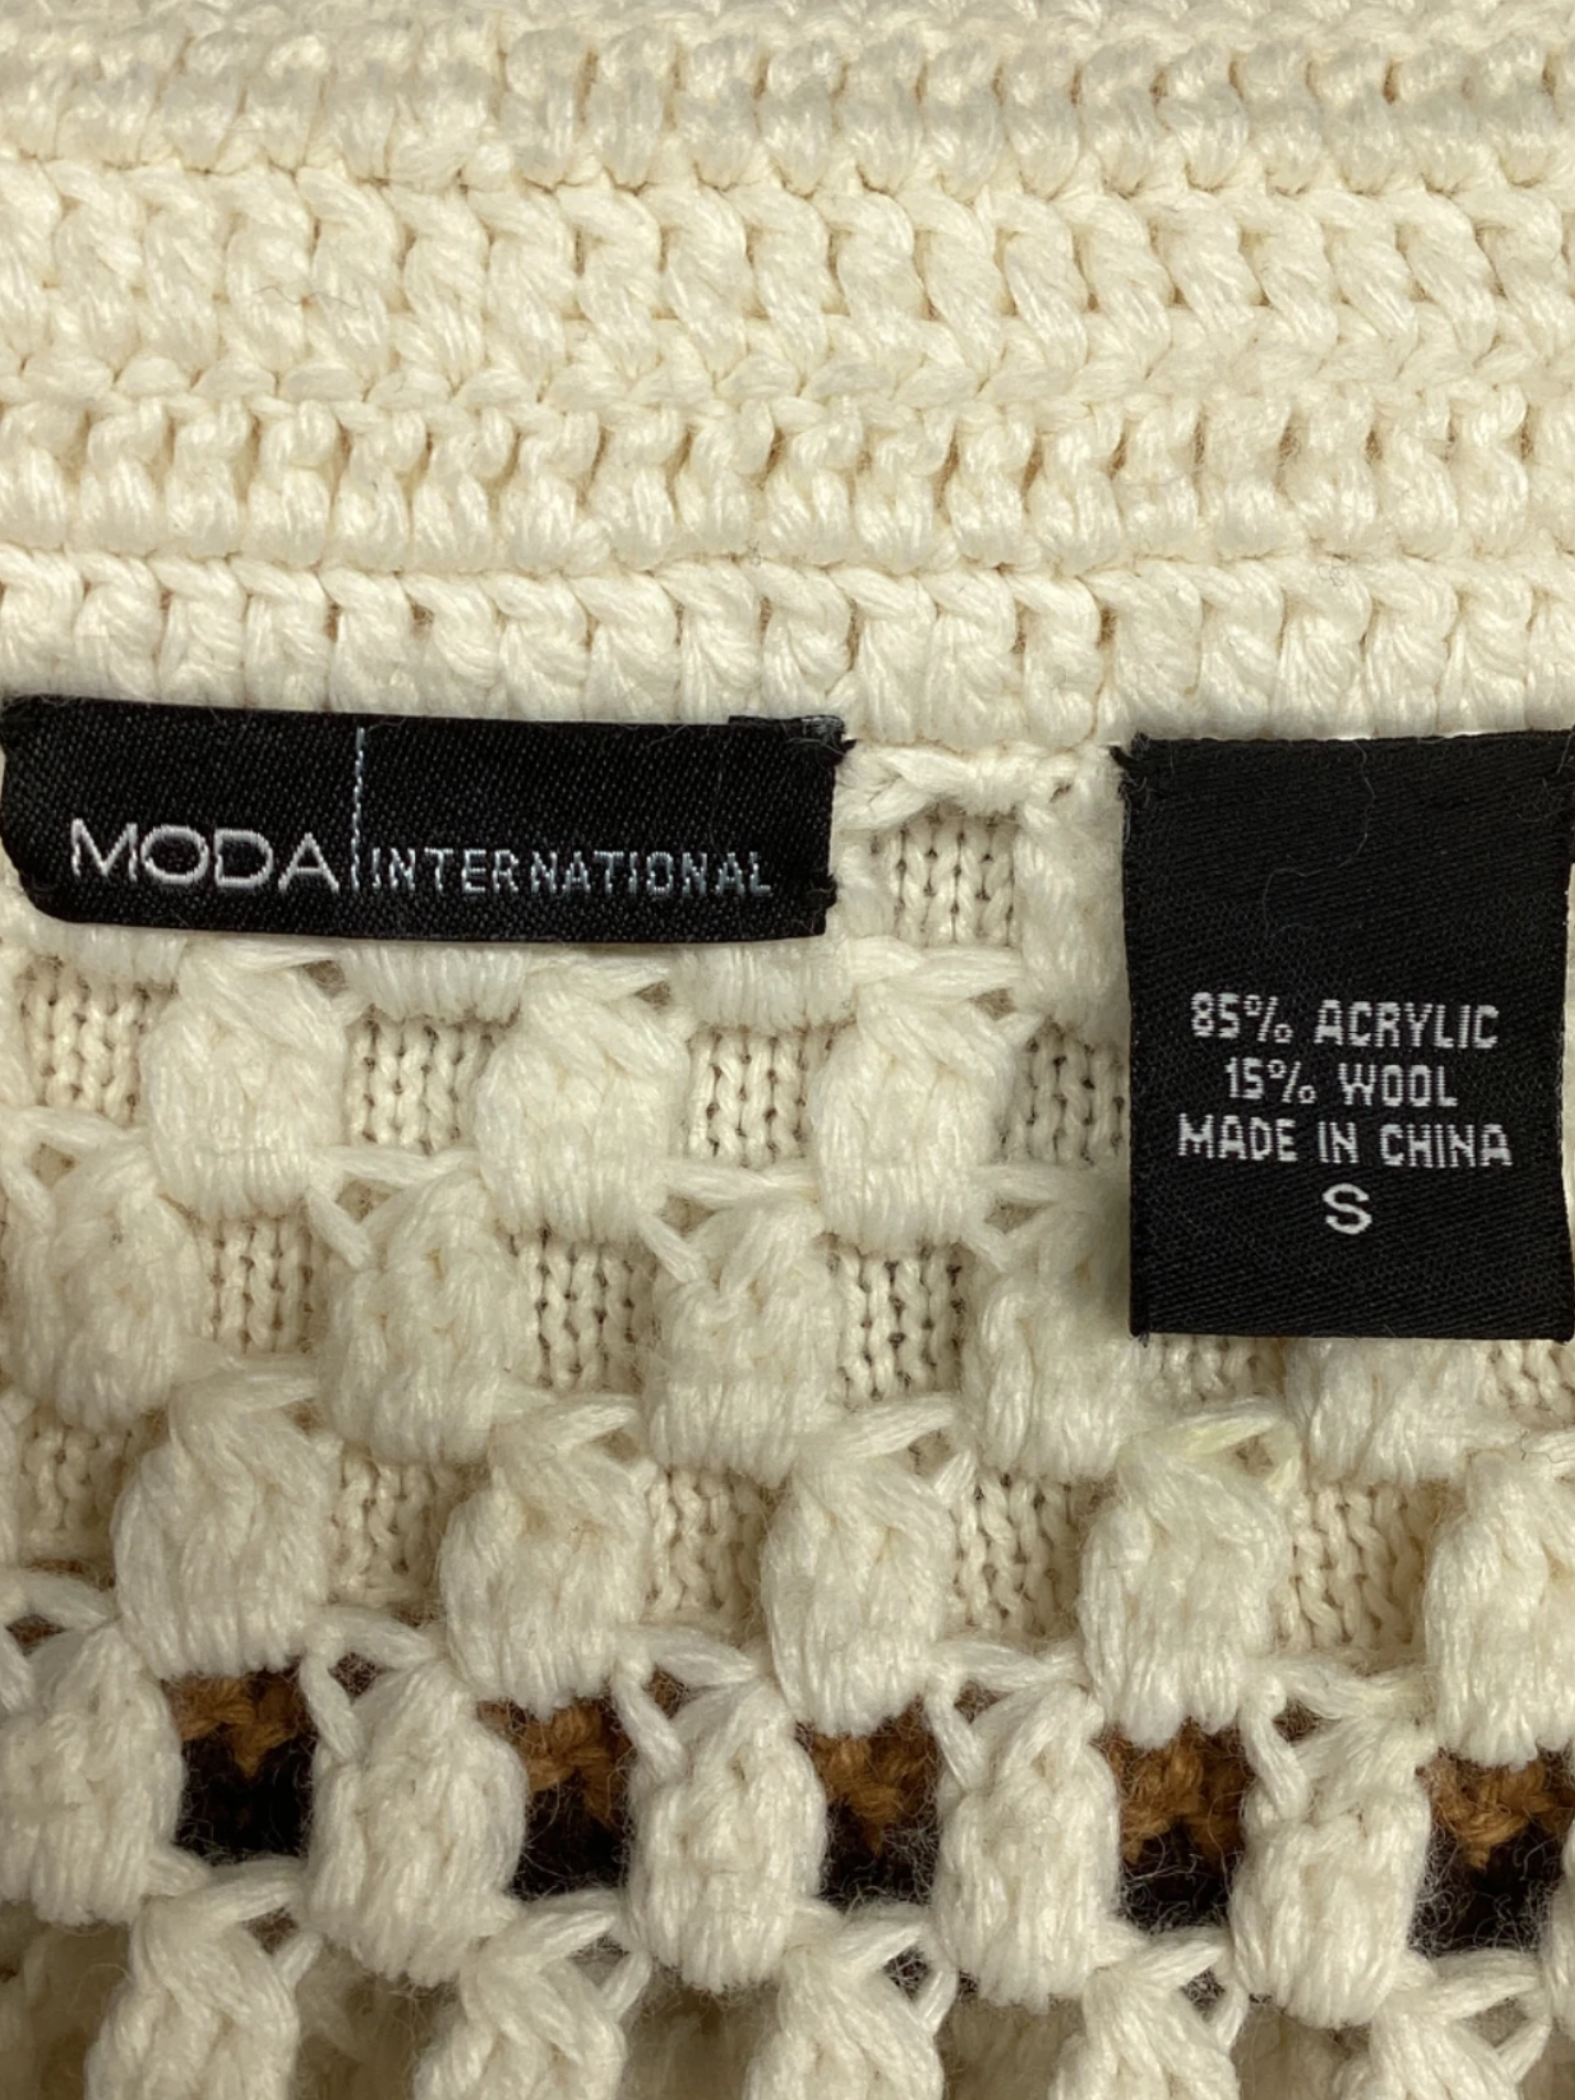 MODA INTERNATIONAL
85% ACRYLIC
15% WOOL
MADE IN CHINA
S